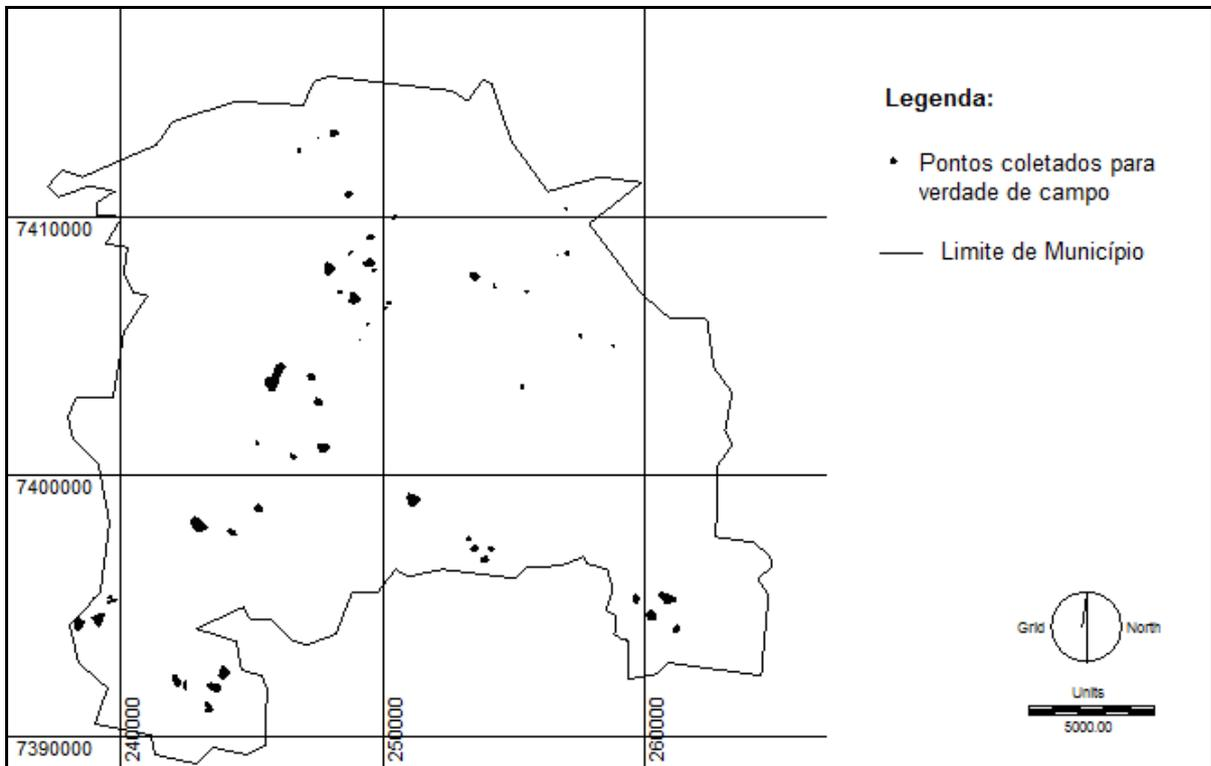 Legenda:
Pontos coletados para
verdade de campo
Limite de Município
7410000
7400000
7390000
240000
250000
260000
Grid
North
Units
5000.00